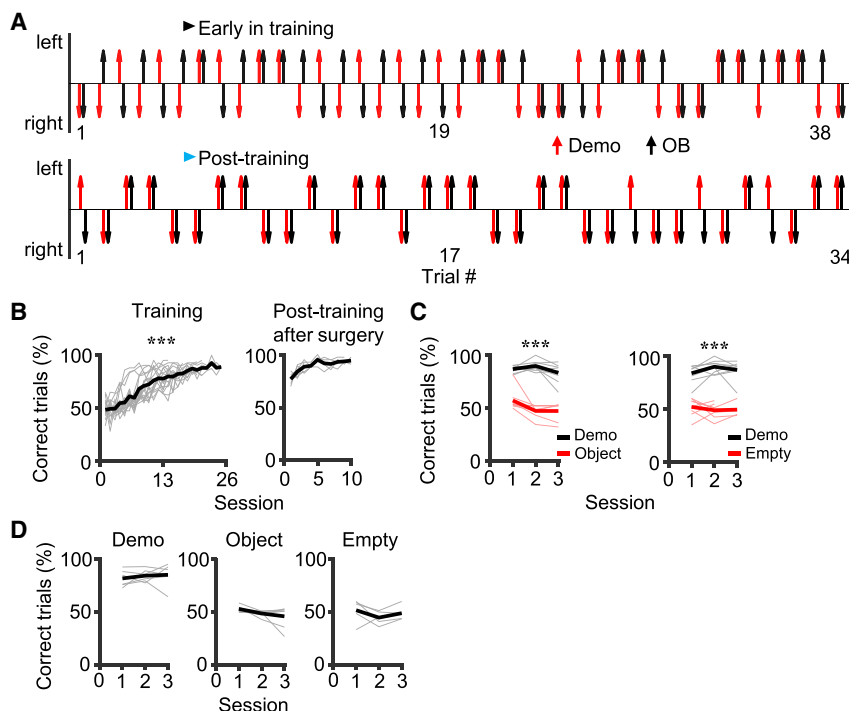 A
left
right
Early in training
1
19
38
Demo
OB
Post-training
left
right
1
17
34
Trial #
B
Training
***
Correct trials (%)
100
50
0
0
13
26
Post-training
after surgery
100
50
0
0
5
10
Session
C
***
Correct trials (%)
100
50
0
0
1
2
3
Demo
Object
***
100
50
0
0
1
2
3
Demo
Empty
Session
D
Demo
Correct trials (%)
100
50
0
0
1
2
3
Object
100
50
0
0
1
2
3
Empty
100
50
0
0
1
2
3
Session